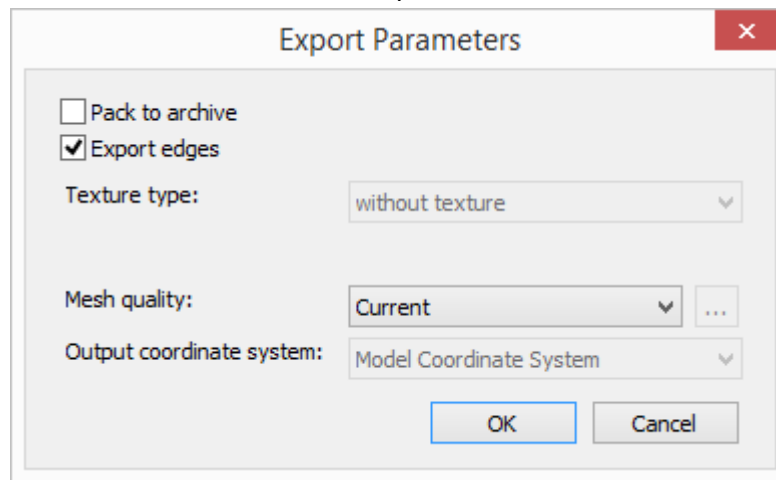 Export Parameters
Pack to archive
Export edges
Texture type: without texture
Mesh quality: Current ...
Output coordinate system: Model Coordinate System
OK Cancel